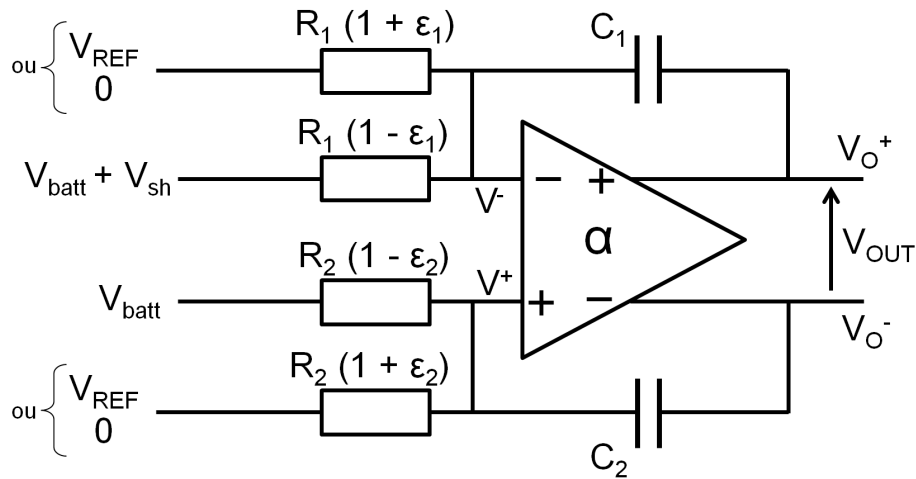 R₁ (1 + ε₁)
C₁
ou { V_REF
0
R₁ (1 - ε₁)
V_batt + V_sh
V⁻
−
+
V_O⁺
α
V_OUT
R₂ (1 - ε₂)
V⁺
V_batt
+
−
V_O⁻
R₂ (1 + ε₂)
ou { V_REF
0
C₂